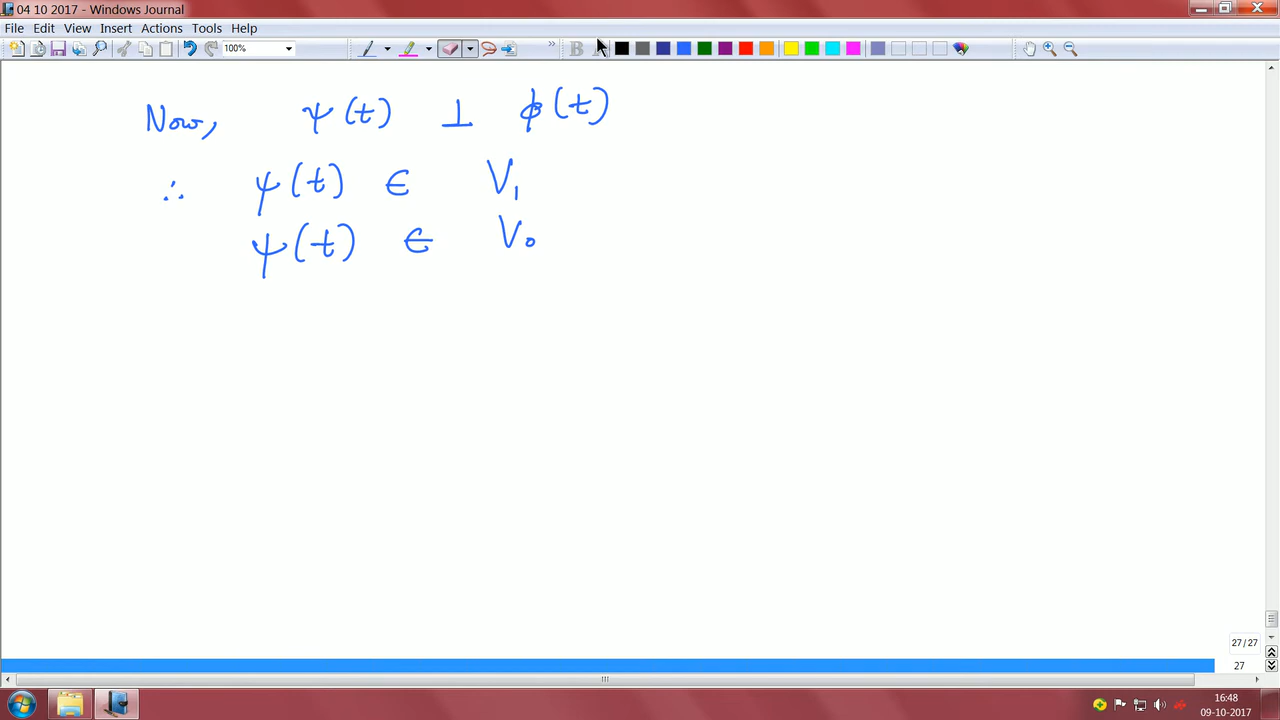 04 10 2017 - Windows Journal
File Edit View Insert Actions Tools Help
100%
Now, ψ(t) ⊥ ϕ(t)
∴ ψ(t) ∈ V₁
ψ(t) ∈ V₀
27/27
27
16:48
09-10-2017